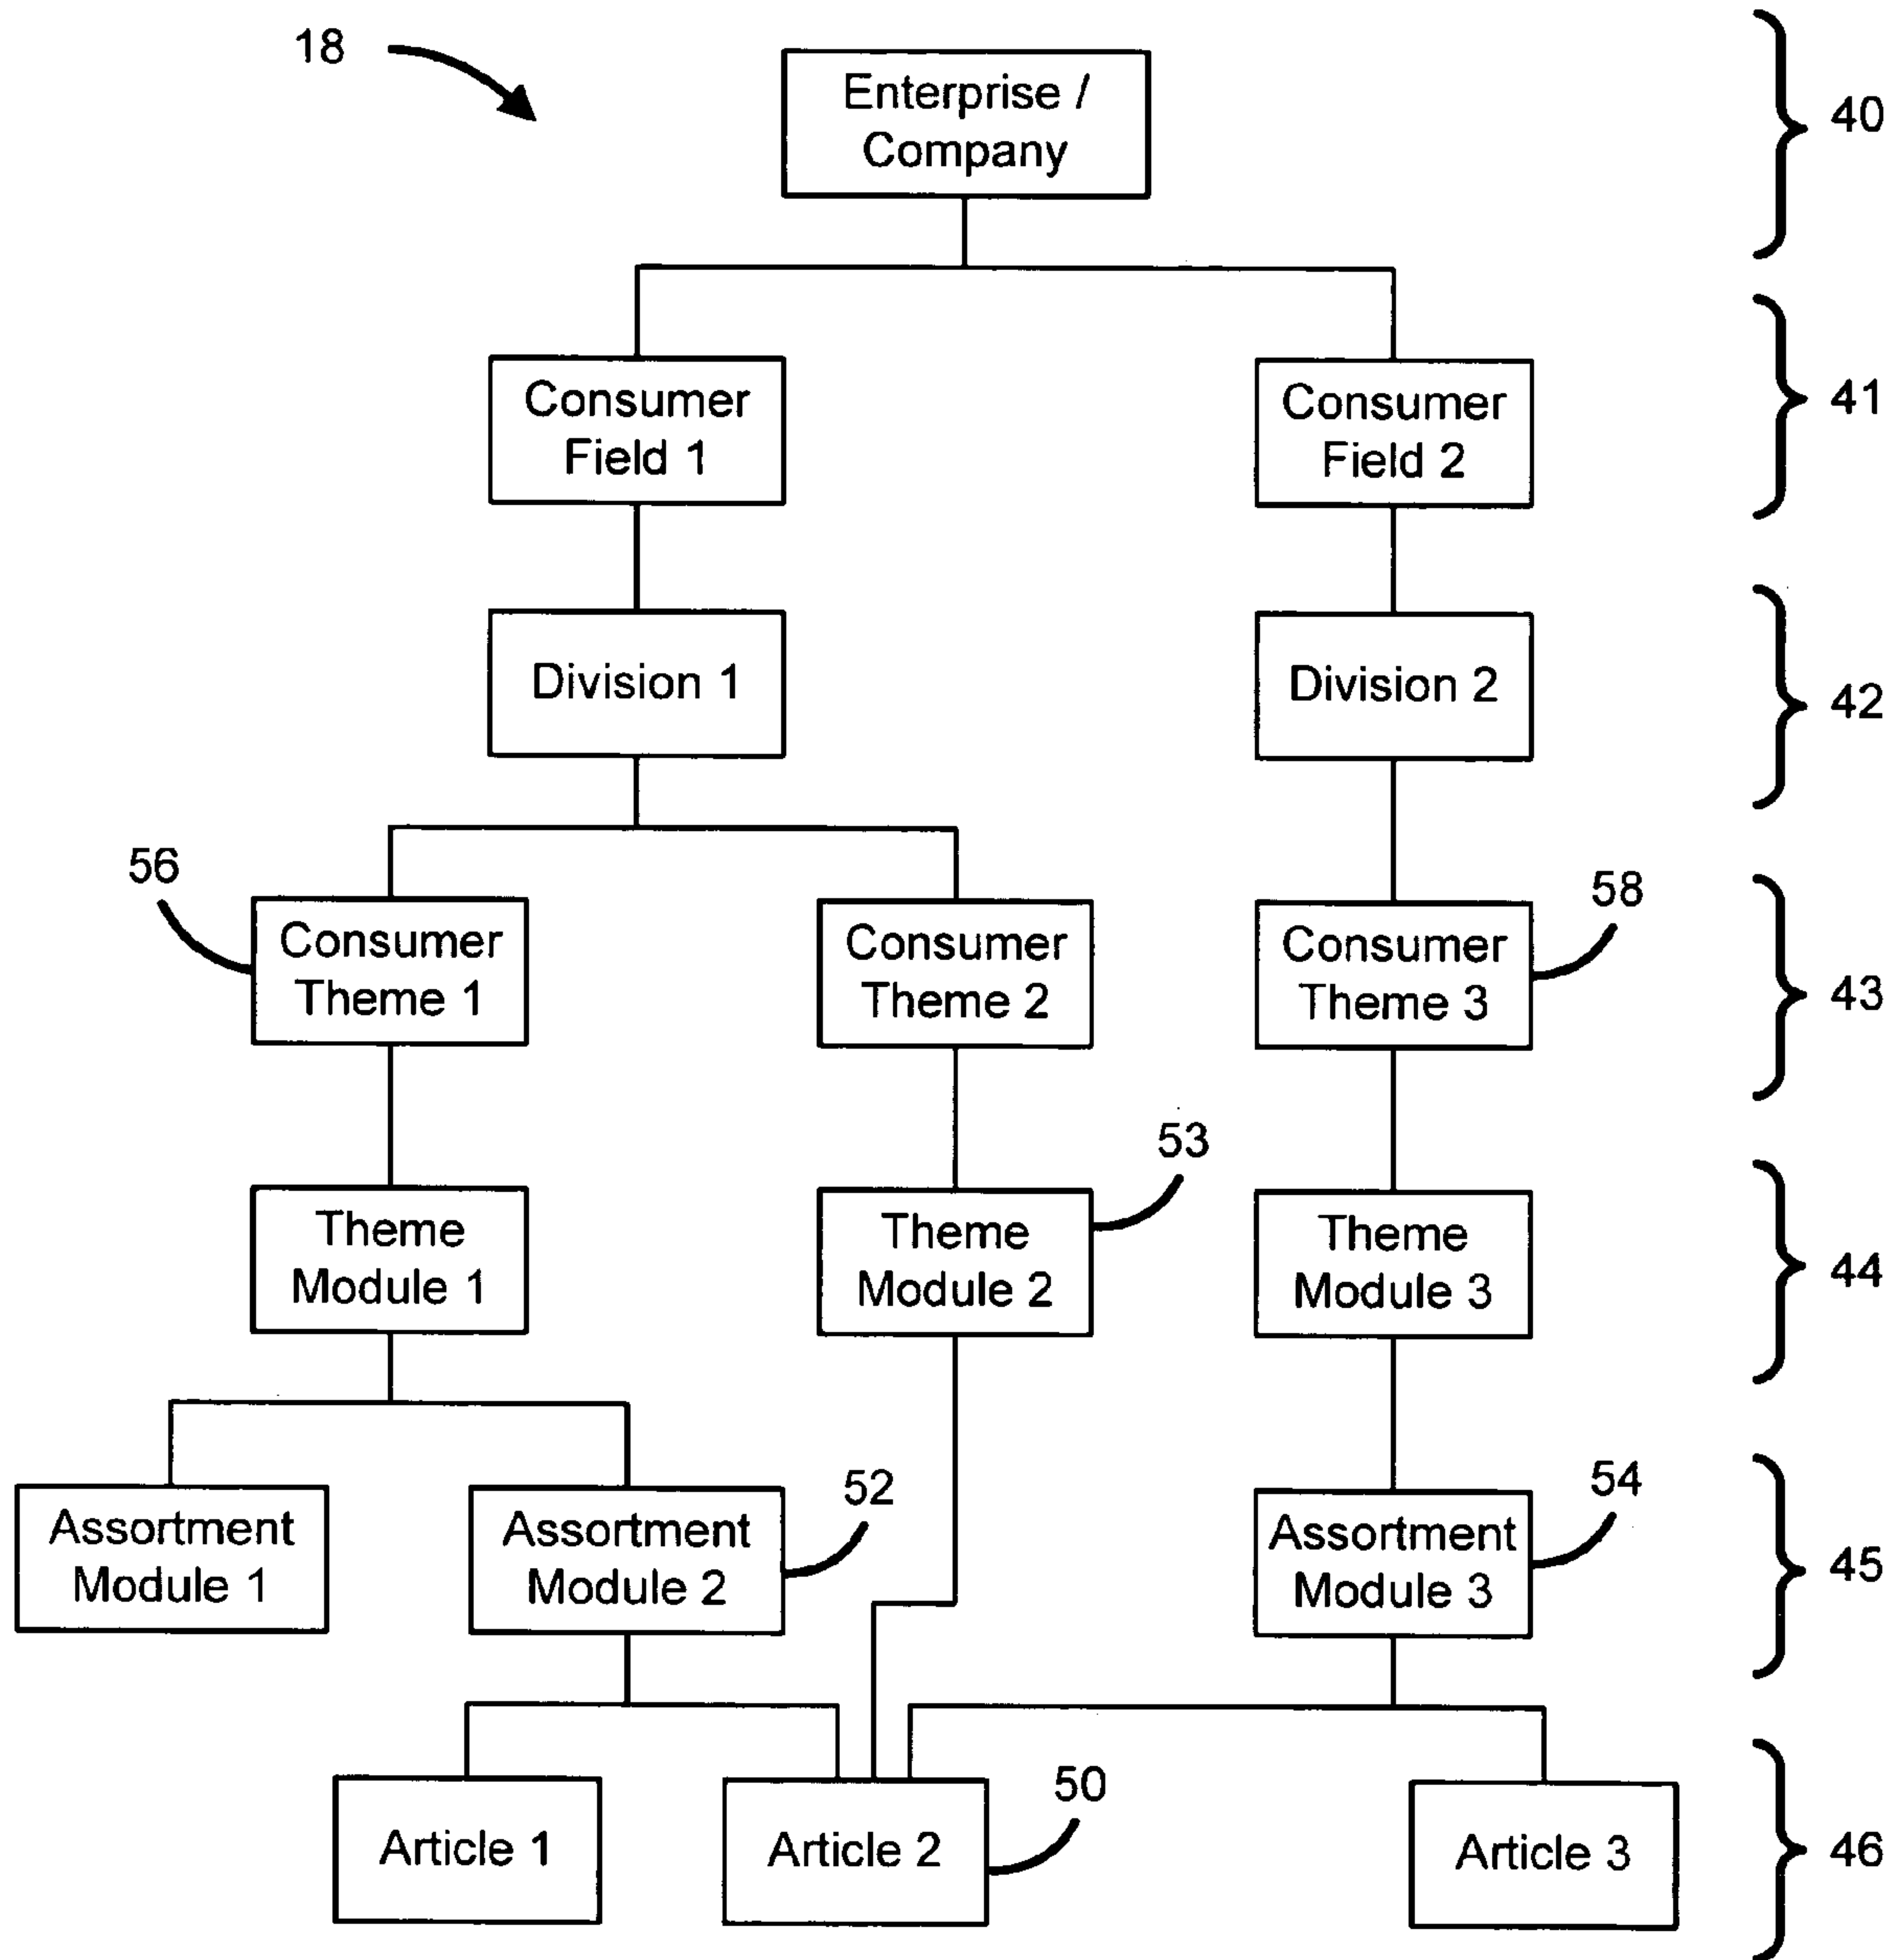 18
Enterprise /
Company
40
Consumer
Field 1
Consumer
Field 2
41
Division 1
Division 2
42
56
Consumer
Theme 1
Consumer
Theme 2
Consumer
Theme 3
58
43
Theme
Module 1
Theme
Module 2
53
Theme
Module 3
44
Assortment
Module 1
Assortment
Module 2
52
Assortment
Module 3
54
45
Article 1
Article 2
50
Article 3
46